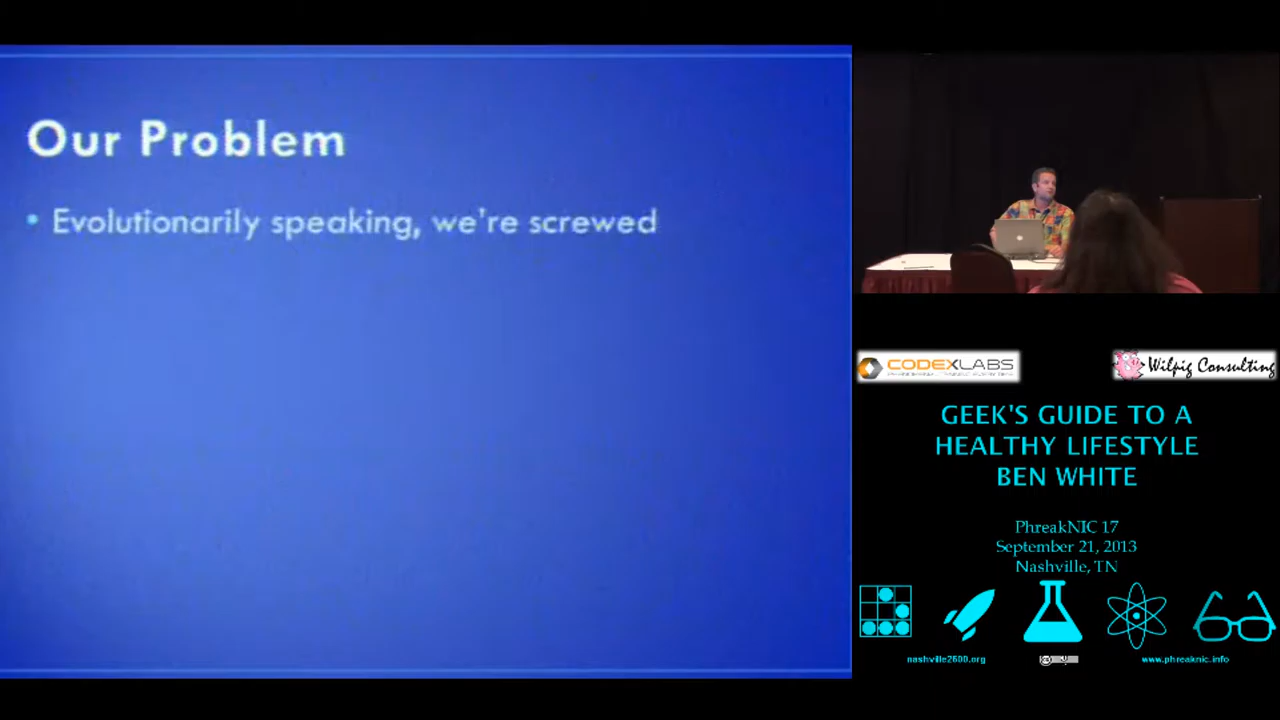 Our Problem
• Evolutionarily speaking, we're screwed
CODEXLABS
Wilpig Consulting
GEEK'S GUIDE TO A
HEALTHY LIFESTYLE
BEN WHITE
PhreakNIC 17
September 21, 2013
Nashville, TN
nashville2600.org
www.phreaknic.info